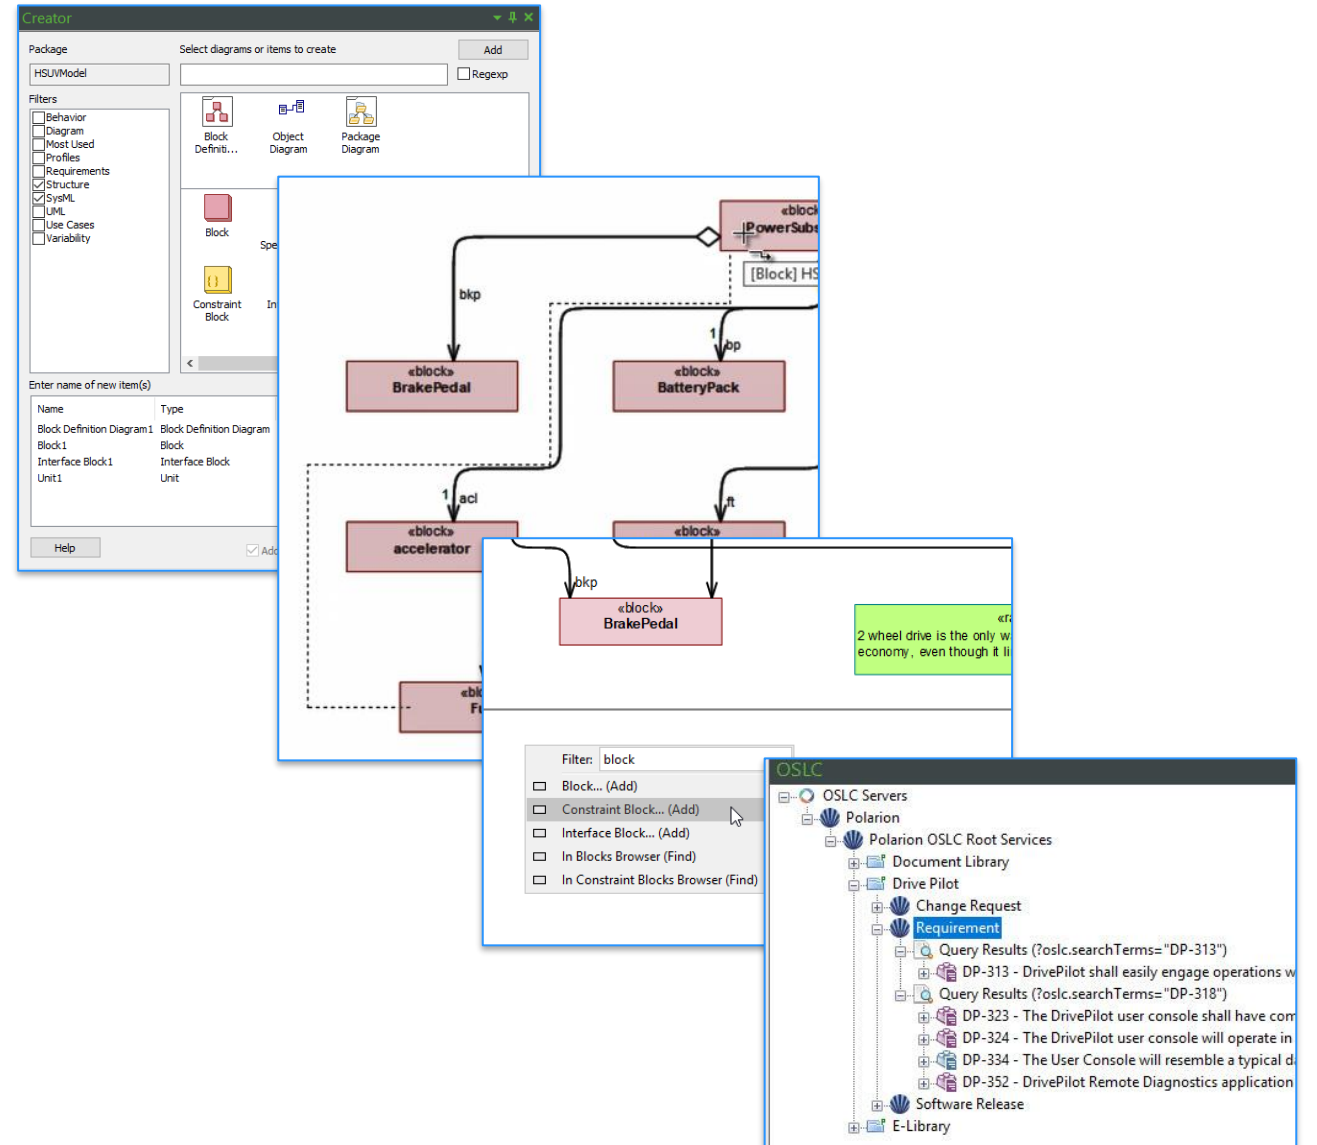 Creator
Package
Select diagrams or items to create
Add
HSUVModel
Regexp
Filters
Behavior
Diagram
Most Used
Profiles
Requirements
Structure
SysML
UML
Use Cases
Variability
Block
Definiti...
Object
Diagram
Package
Diagram
Block
Spe
Constraint
Block
In
Enter name of new item(s)
Name Type
Block Definition Diagram1 Block Definition Diagram
Block1 Block
Interface Block1 Interface Block
Unit1 Unit
Help
Add
«block
PowerSubs
[Block] HS
bkp
1
bp
«block»
BrakePedal
«block»
BatteryPack
1 acl
ft
«block»
accelerator
«block»
«blo
Fu
bkp
«block»
BrakePedal
«ra
2 wheel drive is the only w
economy, even though it li
Filter: block
Block... (Add)
Constraint Block... (Add)
Interface Block... (Add)
In Blocks Browser (Find)
In Constraint Blocks Browser (Find)
OSLC
OSLC Servers
Polarion
Polarion OSLC Root Services
Document Library
Drive Pilot
Change Request
Requirement
Query Results (?oslc.searchTerms="DP-313")
DP-313 - DrivePilot shall easily engage operations w
Query Results (?oslc.searchTerms="DP-318")
DP-323 - The DrivePilot user console shall have com
DP-324 - The DrivePilot user console will operate in
DP-334 - The User Console will resemble a typical da
DP-352 - DrivePilot Remote Diagnostics application
Software Release
E-Library